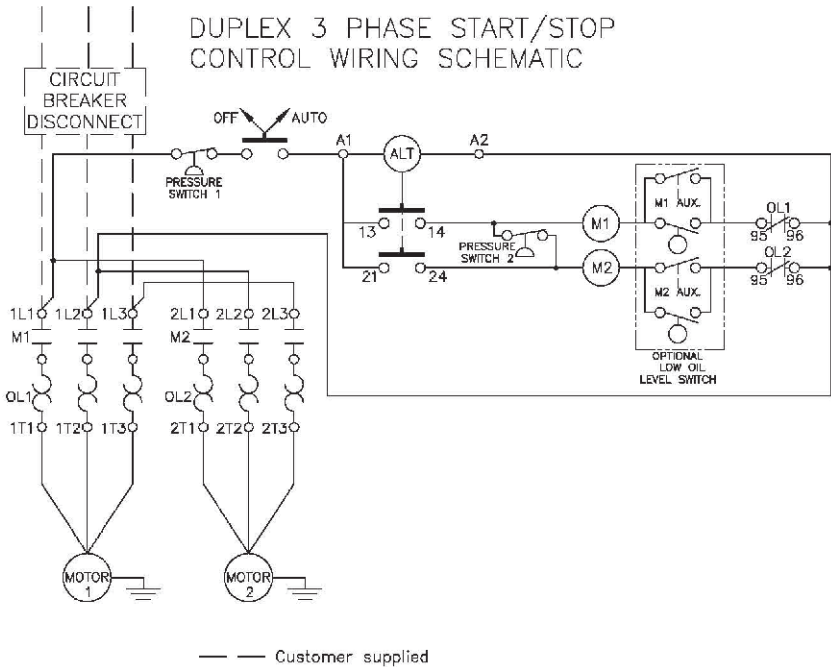 DUPLEX 3 PHASE START/STOP
CONTROL WIRING SCHEMATIC
CIRCUIT
BREAKER
DISCONNECT
OFF
AUTO
PRESSURE
SWITCH 1
A1
ALT
A2
13
14
PRESSURE
SWITCH 2
M1
M1 AUX.
OL1
95
96
21
24
M2
M2 AUX.
OL2
95
96
OPTIONAL
LOW OIL
LEVEL SWITCH
1L1
1L2
1L3
2L1
2L2
2L3
M1
M2
OL1
OL2
1T1
1T2
1T3
2T1
2T2
2T3
MOTOR
1
MOTOR
2
Customer supplied